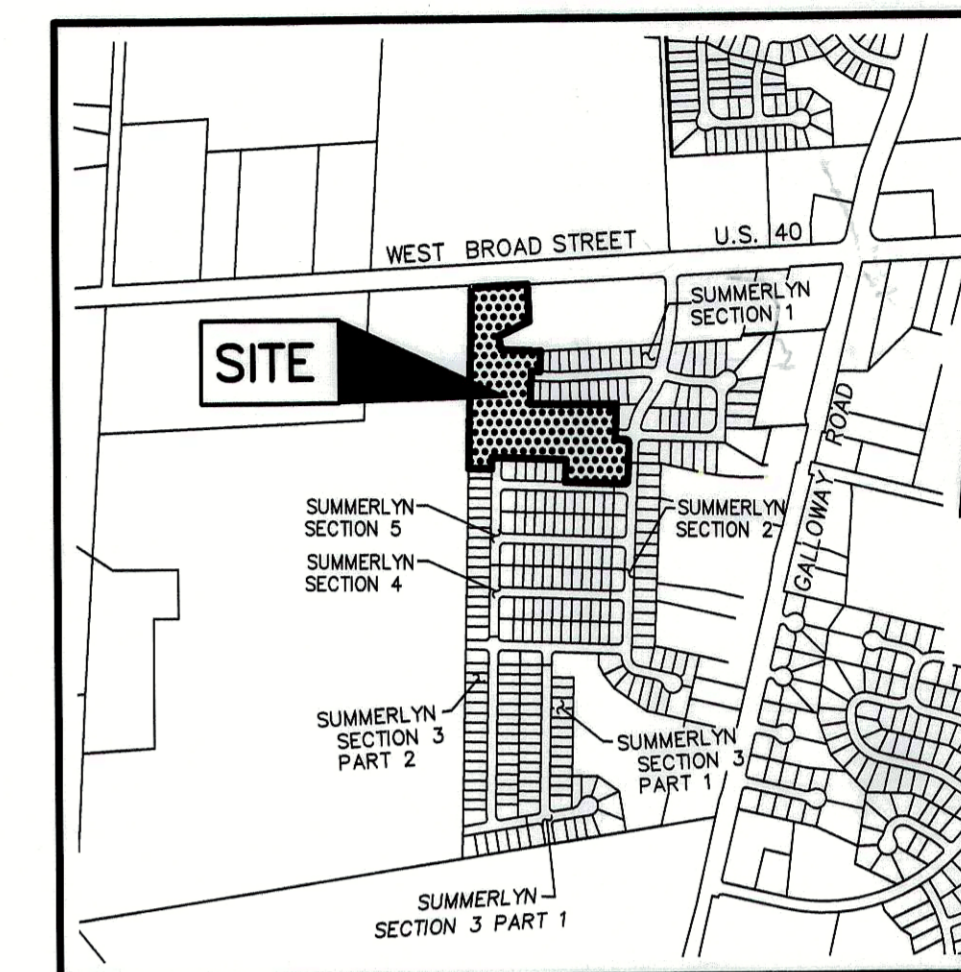 WEST BROAD STREET
U.S. 40
SUMMERLYN
SECTION 1
SITE
GALLOWAY ROAD
SUMMERLYN
SECTION 5
SUMMERLYN
SECTION 2
SUMMERLYN
SECTION 4
SUMMERLYN
SECTION 3
PART 2
SUMMERLYN
SECTION 3
PART 1
SUMMERLYN
SECTION 3 PART 1